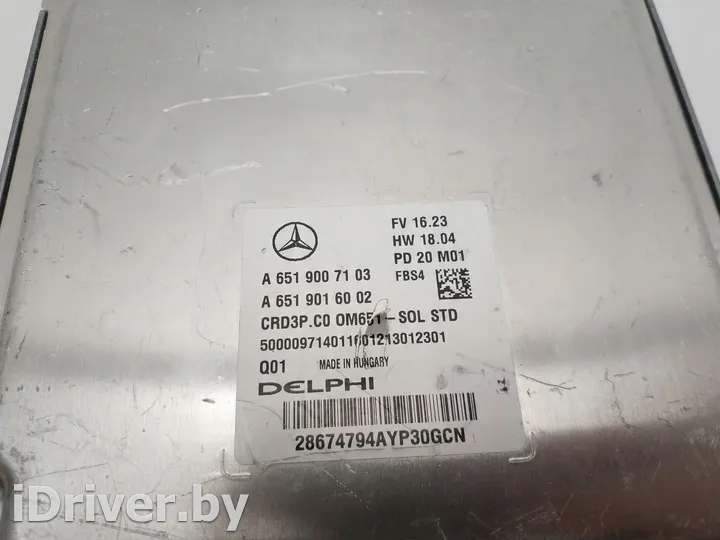 FV 16.23
HW 18.04
PD 20 M01
FBS4
A 651 900 71 03
A 651 901 60 02
CRD3P.C0 OM651-SOL STD
500009714011601213012301
Q01 MADE IN HUNGARY
DELPHI
28674794AYP30GCN
iDriver.by